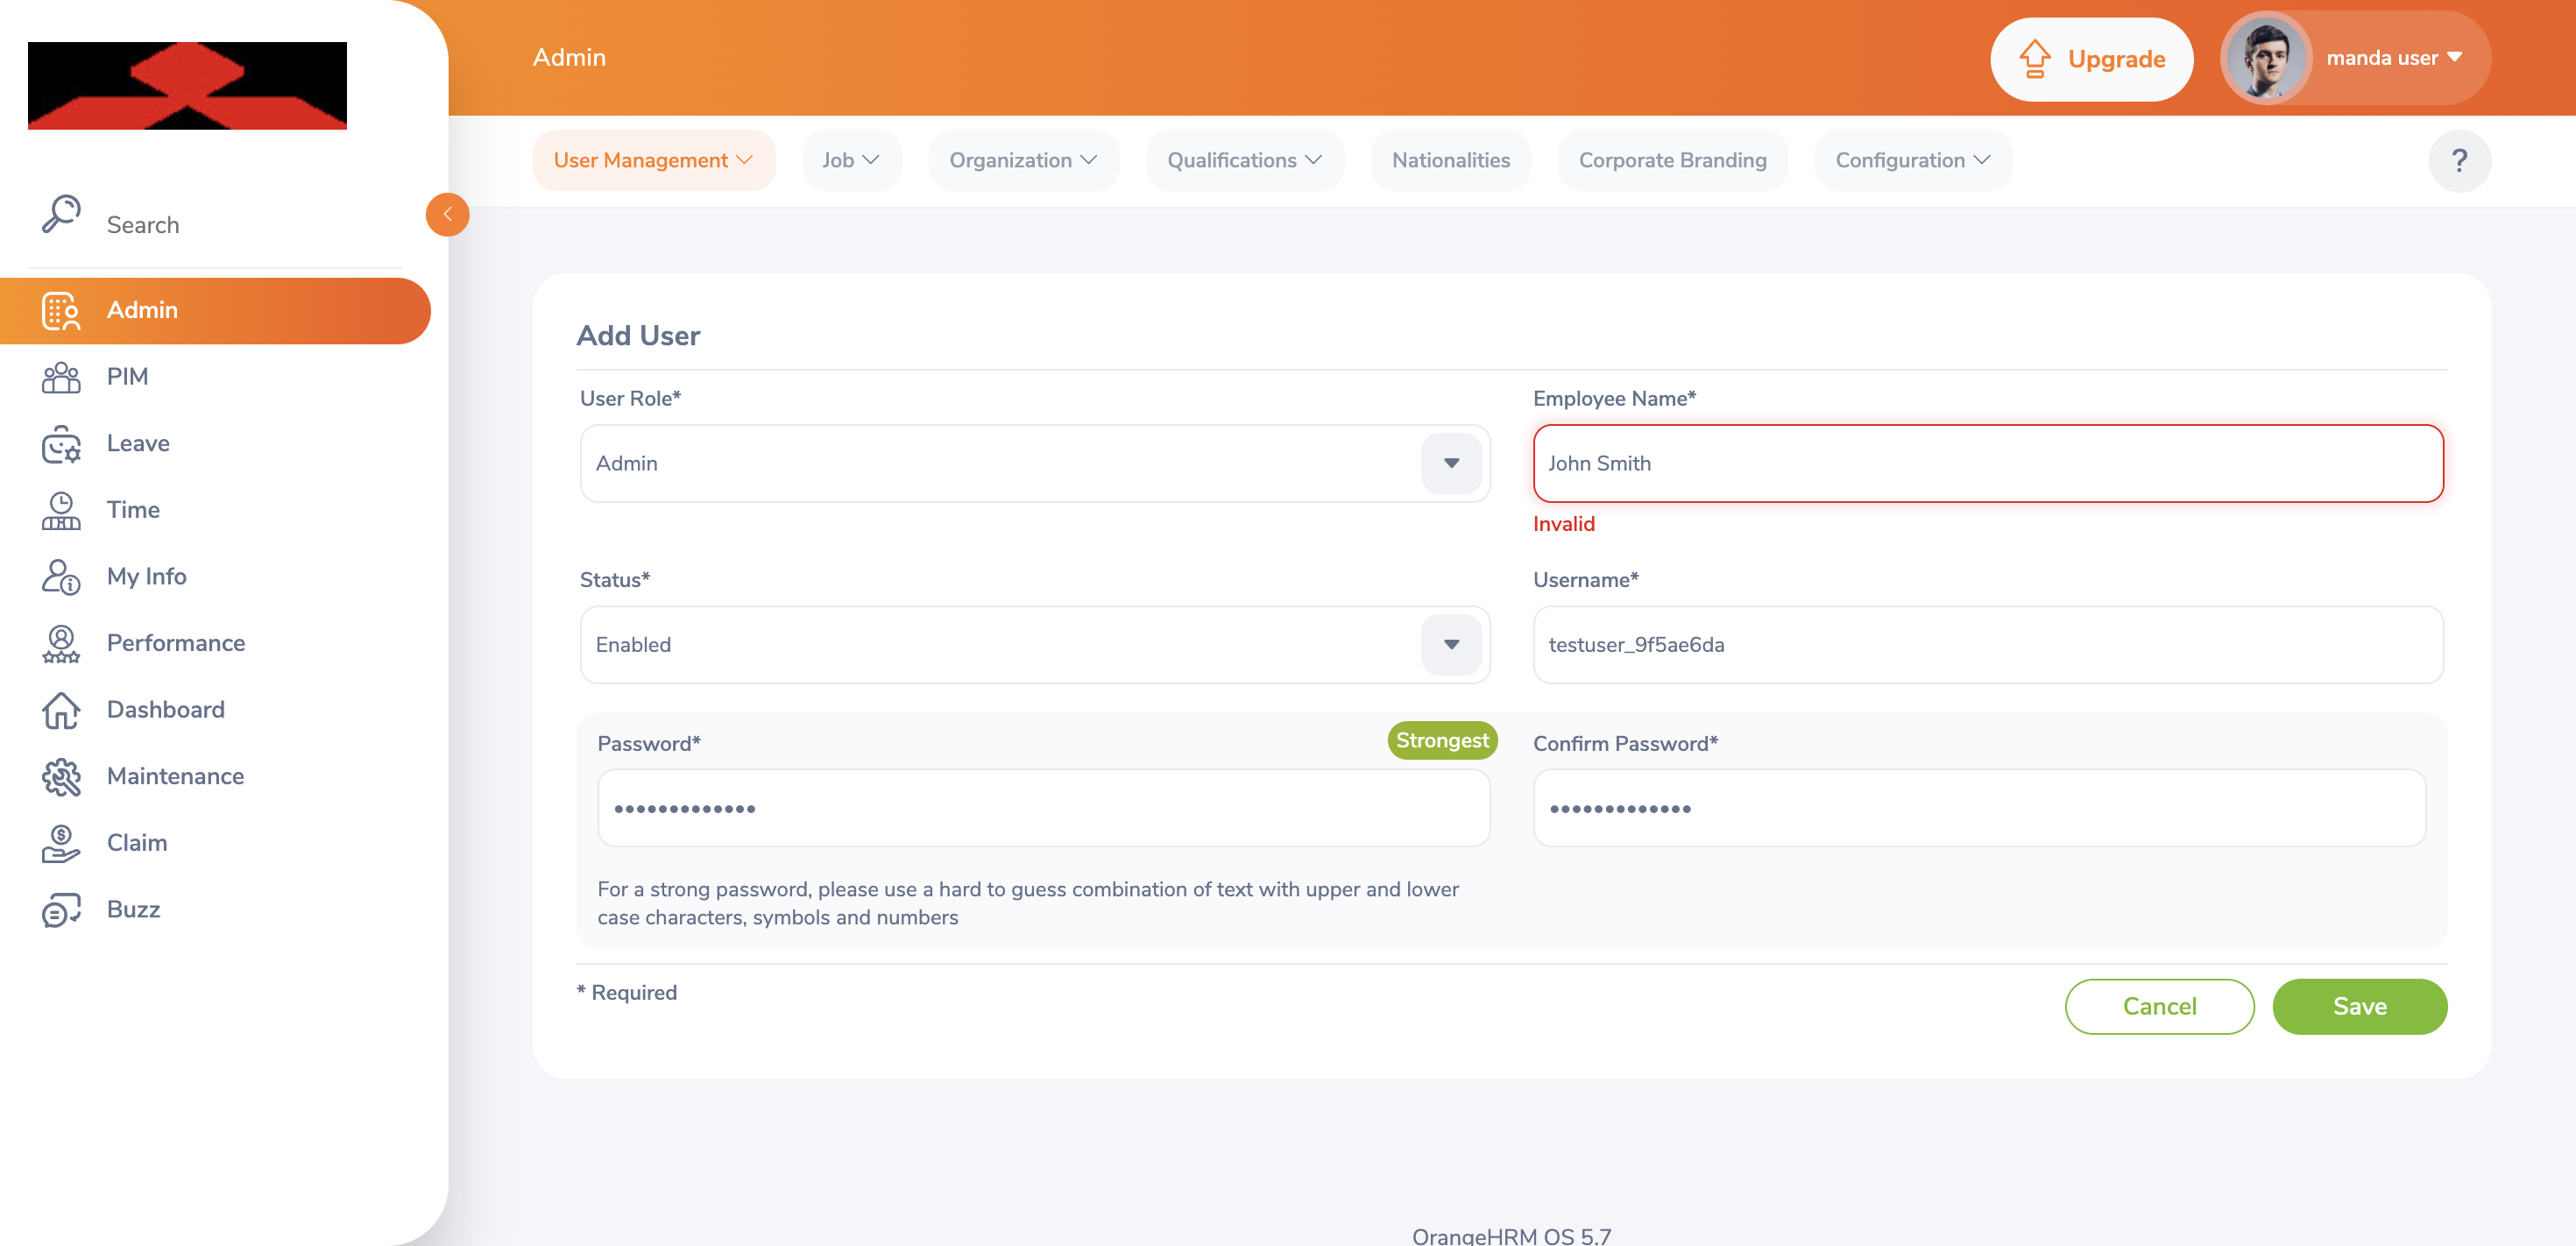 Admin
Upgrade
manda user
User Management
Job
Organization
Qualifications
Nationalities
Corporate Branding
Configuration
?
Search
Admin
PIM
Leave
Time
My Info
Performance
Dashboard
Maintenance
Claim
Buzz
Add User
User Role*
Employee Name*
Admin
John Smith
Invalid
Status*
Username*
Enabled
testuser_9f5ae6da
Password*
Strongest
Confirm Password*
•••••••••••••
•••••••••••••
For a strong password, please use a hard to guess combination of text with upper and lower
case characters, symbols and numbers
* Required
Cancel
Save
OrangeHRM OS 5.7